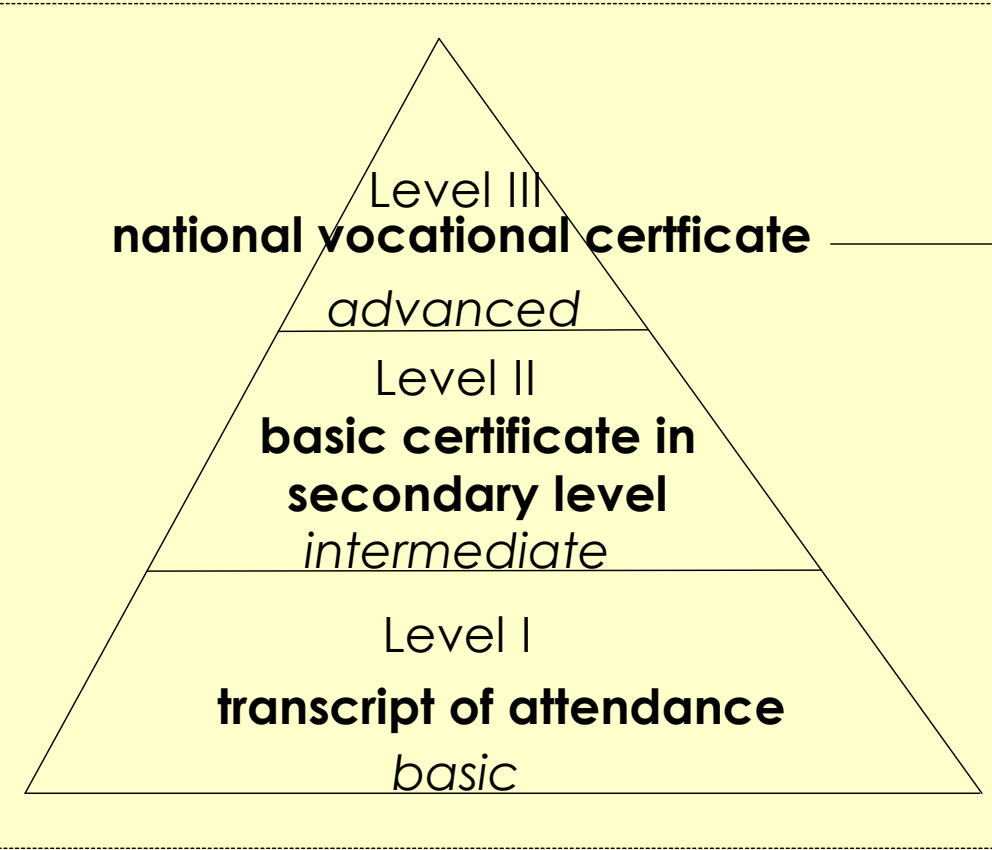 Level III
national vocational certficate
advanced
Level II
basic certificate in
secondary level
intermediate
Level I
transcript of attendance
basic